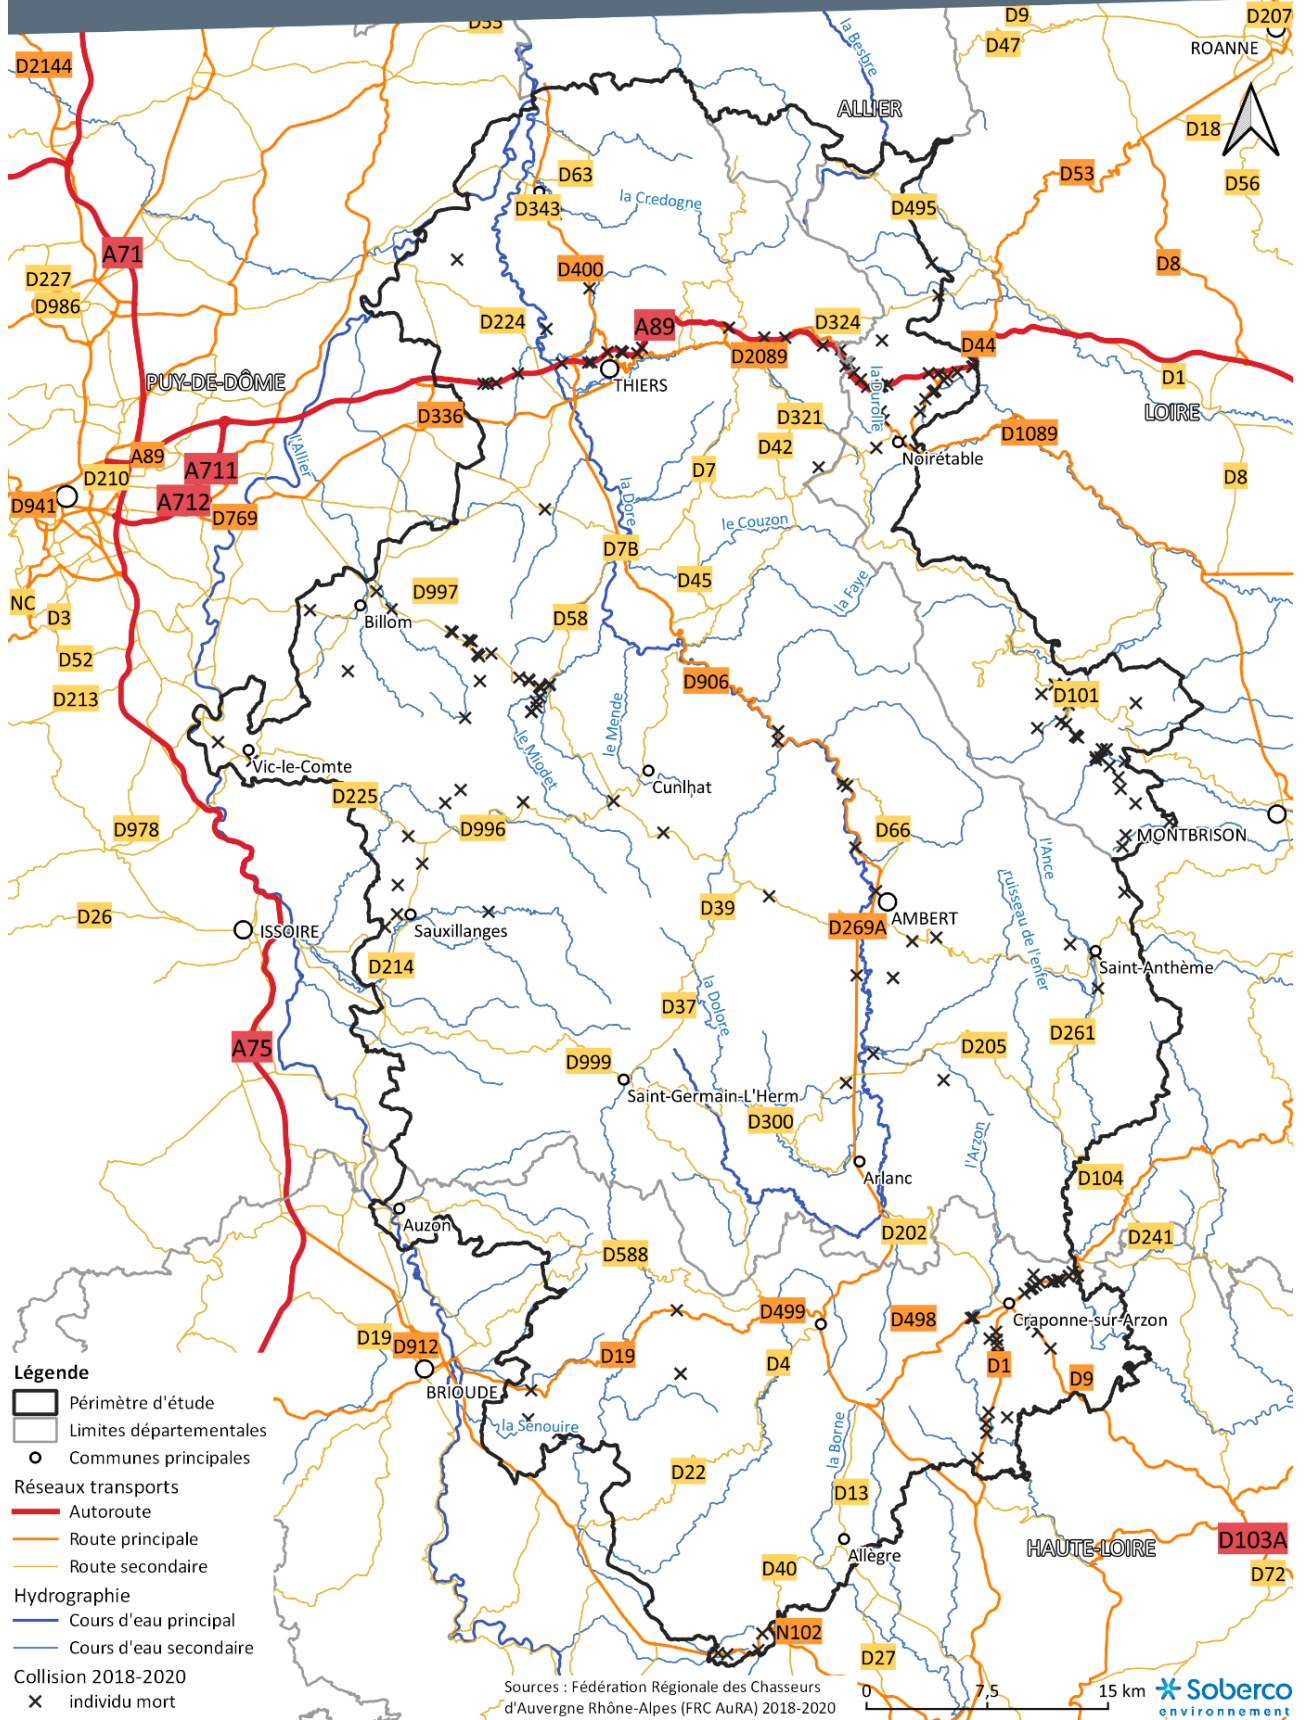 D55
la Besbre
D9
D207
D47
ROANNE
D2144
ALLIER
D18
D63
D53
D56
la Credogne
D343
D495
A71
D400
D8
D227
D986
D224
A89
D324
D2089
D44
PUY-DE-DÔME
THIERS
la Durolle
D1
D336
D321
LOIRE
l'Allier
D42
D1089
A89
A711
D7
Noirétable
D210
D8
D941
A712
D769
la Dore
le Couzon
D7B
D997
D45
la Faye
NC
D3
Billom
D58
D52
D906
D213
D101
le Mende
le Miodet
Vic-le-Comte
Cunlhat
D225
D978
D996
D66
l'Ance
MONTBRISON
ruisseau de l'enfer
D26
D39
AMBERT
ISSOIRE
Sauxillanges
D269A
D214
Saint-Anthème
la Dolore
D37
A75
D999
D205
D261
Saint-Germain-L'Herm
D300
l'Arzon
Arlanc
D104
Auzon
D202
D241
D588
D499
D498
Craponne-sur-Arzon
D19
D912
D19
D4
D1
D9
BRIOUDE
la Sénouire
la Borne
D22
D13
HAUTE-LOIRE
D103A
Allègre
D40
D72
N102
D27
Légende
Périmètre d'étude
Limites départementales
Communes principales
Réseaux transports
Autoroute
Route principale
Route secondaire
Hydrographie
Cours d'eau principal
Cours d'eau secondaire
Collision 2018-2020
individu mort
Sources : Fédération Régionale des Chasseurs
d'Auvergne Rhône-Alpes (FRC AuRA) 2018-2020
0 7,5 15 km
Soberco
environnement